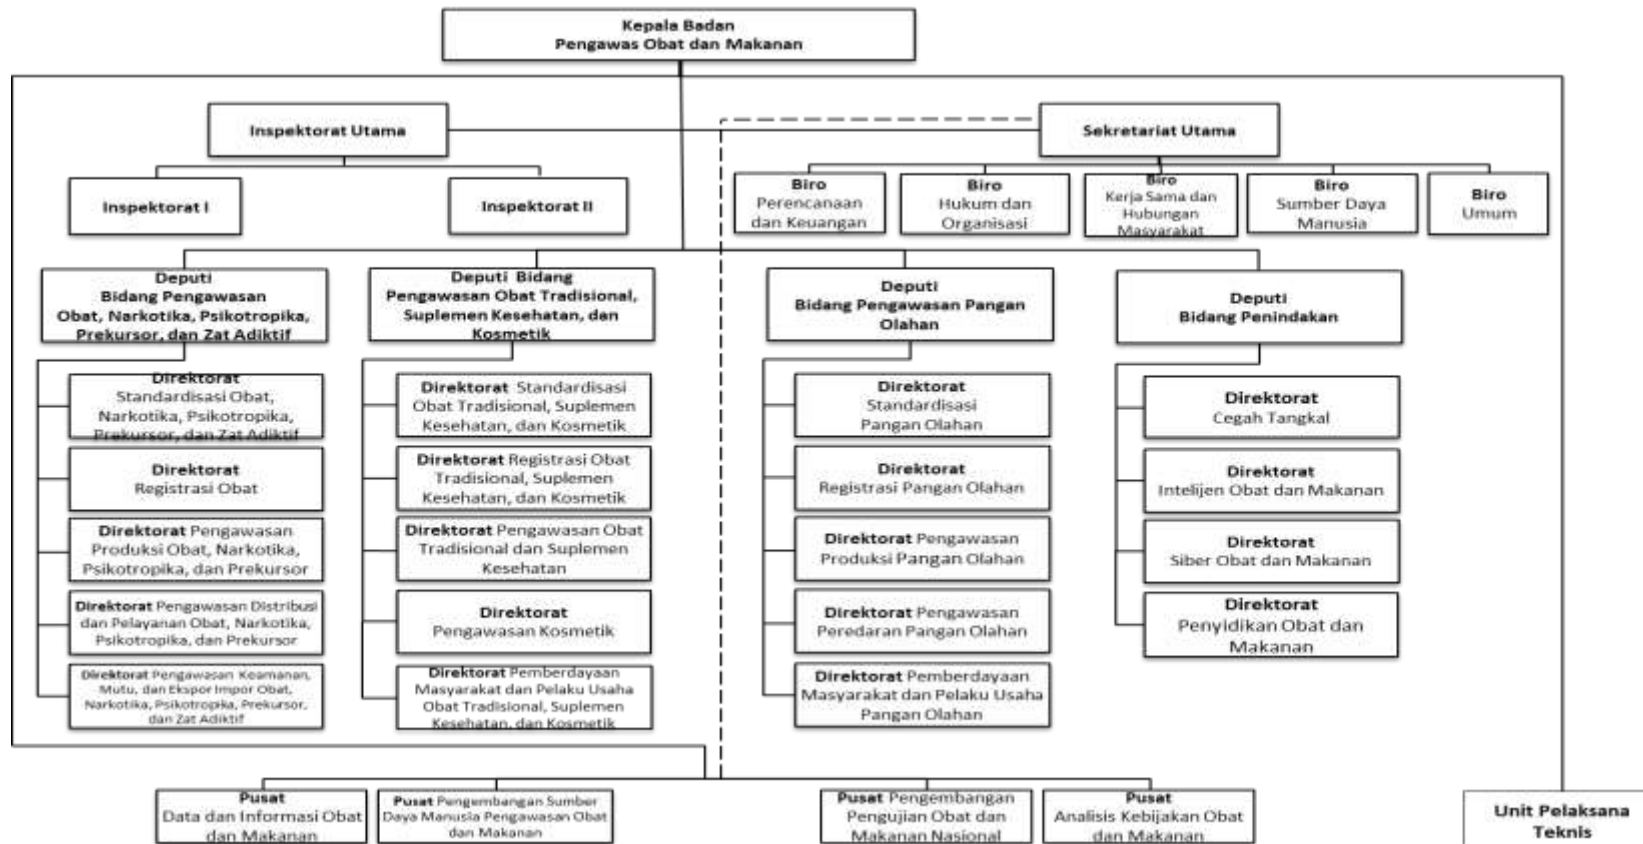 Kepala Badan
Pengawas Obat dan Makanan
Inspektorat Utama
Sekretariat Utama
Inspektorat I
Inspektorat II
Biro
Perencanaan
dan Keuangan
Biro
Hukum dan
Organisasi
Biro
Kerja Sama dan
Hubungan
Masyarakat
Biro
Sumber Daya
Manusia
Biro
Umum
Deputi
Bidang Pengawasan
Obat, Narkotika, Psikotropika,
Prekursor, dan Zat Adiktif
Deputi Bidang
Pengawasan Obat Tradisional,
Suplemen Kesehatan, dan
Kosmetik
Deputi
Bidang Pengawasan Pangan
Olahan
Deputi
Bidang Penindakan
Direktorat
Standardisasi Obat,
Narkotika, Psikotropika,
Prekursor, dan Zat Adiktif
Direktorat
Registrasi Obat
Direktorat Pengawasan
Produksi Obat, Narkotika,
Psikotropika, dan Prekursor
Direktorat Pengawasan Distribusi
dan Pelayanan Obat, Narkotika,
Psikotropika, dan Prekursor
Direktorat Pengawasan Keamanan,
Mutu, dan Ekspor Impor Obat,
Narkotika, Psikotropika, Prekursor,
dan Zat Adiktif
Direktorat Standardisasi
Obat Tradisional, Suplemen
Kesehatan, dan Kosmetik
Direktorat Registrasi Obat
Tradisional, Suplemen
Kesehatan, dan Kosmetik
Direktorat Pengawasan Obat
Tradisional dan Suplemen
Kesehatan
Direktorat
Pengawasan Kosmetik
Direktorat Pemberdayaan
Masyarakat dan Pelaku Usaha
Obat Tradisional, Suplemen
Kesehatan, dan Kosmetik
Direktorat
Standardisasi
Pangan Olahan
Direktorat
Registrasi Pangan Olahan
Direktorat Pengawasan
Produksi Pangan Olahan
Direktorat Pengawasan
Peredaran Pangan Olahan
Direktorat Pemberdayaan
Masyarakat dan Pelaku Usaha
Pangan Olahan
Direktorat
Cegah Tangkal
Direktorat
Intelijen Obat dan Makanan
Direktorat
Siber Obat dan Makanan
Direktorat
Penyidikan Obat dan
Makanan
Pusat
Data dan Informasi Obat
dan Makanan
Pusat Pengembangan Sumber
Daya Manusia Pengawasan Obat
dan Makanan
Pusat Pengembangan
Pengujian Obat dan
Makanan Nasional
Pusat
Analisis Kebijakan Obat
dan Makanan
Unit Pelaksana
Teknis